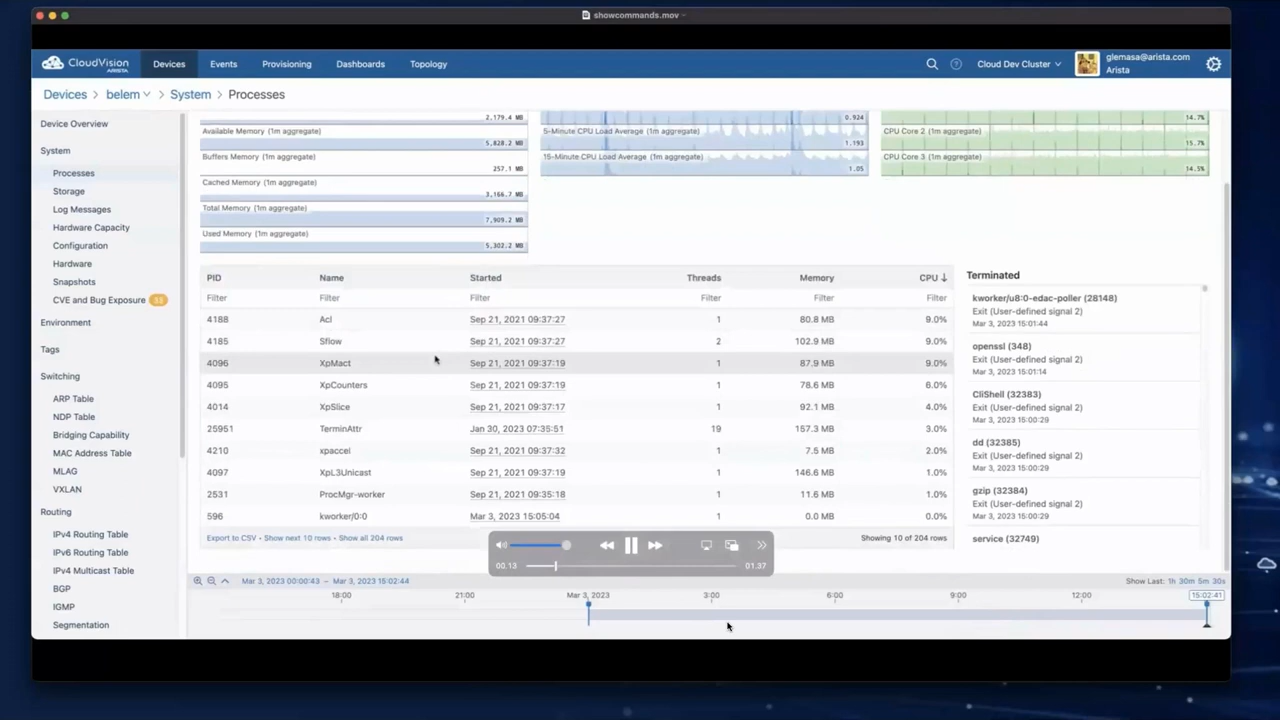 showcommands.mov
CloudVision
ARISTA
Devices
Events
Provisioning
Dashboards
Topology
Cloud Dev Cluster
glemasa@arista.com
Arista
Devices > belem > System > Processes
Device Overview
System
Processes
Storage
Log Messages
Hardware Capacity
Configuration
Hardware
Snapshots
CVE and Bug Exposure 33
Environment
Tags
Switching
ARP Table
NDP Table
Bridging Capability
MAC Address Table
MLAG
VXLAN
Routing
IPv4 Routing Table
IPv6 Routing Table
IPv4 Multicast Table
BGP
IGMP
Segmentation
2,179.4 MB
Available Memory (1m aggregate)
5,828.2 MB
Buffers Memory (1m aggregate)
257.1 MB
Cached Memory (1m aggregate)
3,166.7 MB
Total Memory (1m aggregate)
7,909.2 MB
Used Memory (1m aggregate)
5,302.2 MB
0.924
5-Minute CPU Load Average (1m aggregate)
1.193
15-Minute CPU Load Average (1m aggregate)
1.05
14.7%
CPU Core 2 (1m aggregate)
15.7%
CPU Core 3 (1m aggregate)
14.5%
PID Name Started Threads Memory CPU ↓
Filter Filter Filter Filter Filter Filter
4188 Acl Sep 21, 2021 09:37:27 1 80.8 MB 9.0%
4185 Sflow Sep 21, 2021 09:37:27 2 102.9 MB 9.0%
4096 XpMact Sep 21, 2021 09:37:19 1 87.9 MB 9.0%
4095 XpCounters Sep 21, 2021 09:37:19 1 78.6 MB 6.0%
4014 XpSlice Sep 21, 2021 09:37:17 1 92.1 MB 4.0%
25951 TerminAttr Jan 30, 2023 07:35:51 19 157.3 MB 3.0%
4210 xpaccel Sep 21, 2021 09:37:32 1 7.5 MB 2.0%
4097 XpL3Unicast Sep 21, 2021 09:37:19 1 146.6 MB 1.0%
2531 ProcMgr-worker Sep 21, 2021 09:35:18 1 11.6 MB 1.0%
596 kworker/0:0 Mar 3, 2023 15:05:04 1 0.0 MB 0.0%
Export to CSV • Show next 10 rows • Show all 204 rows
Showing 10 of 204 rows
Terminated
kworker/u8:0-edac-poller (28148)
Exit (User-defined signal 2)
Mar 3, 2023 15:01:44
openssl (348)
Exit (User-defined signal 2)
Mar 3, 2023 15:01:14
CliShell (32383)
Exit (User-defined signal 2)
Mar 3, 2023 15:00:29
dd (32385)
Exit (User-defined signal 2)
Mar 3, 2023 15:00:29
gzip (32384)
Exit (User-defined signal 2)
Mar 3, 2023 15:00:29
service (32749)
00:13
01:37
Mar 3, 2023 00:00:43 – Mar 3, 2023 15:02:44
Show Last: 1h 30m 5m 30s
18:00 21:00 Mar 3, 2023 3:00 6:00 9:00 12:00 15:02:41